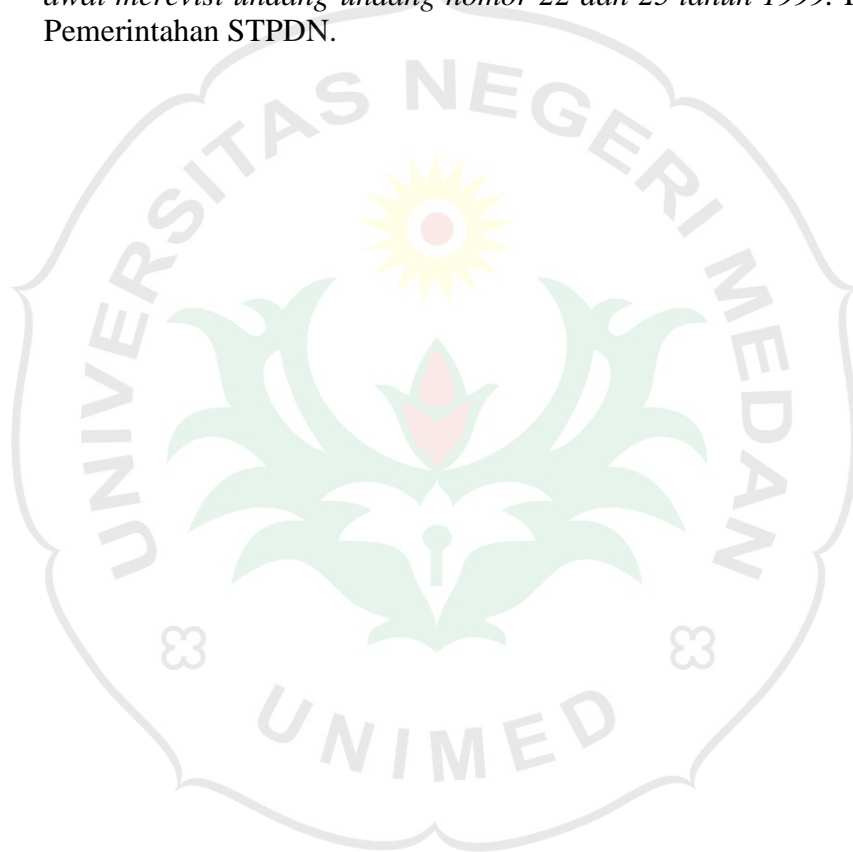 awal merevisi undang-undang nomor 22 dan 25 tahun 1999.
Pemerintahan STPDN.
UNIVERSITAS NEGERI MEDAN
UNIMED